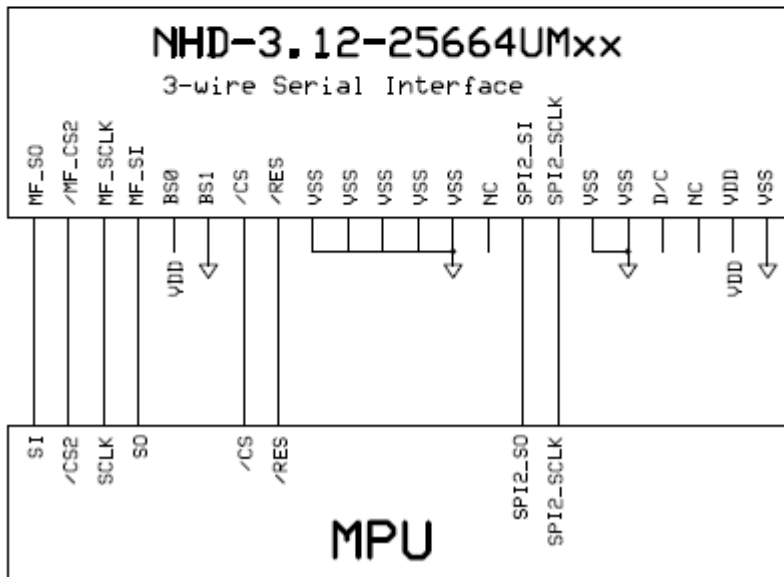 NHD-3.12-25664UMxx
3-wire Serial Interface
MF_SO
/MF_CS2
MF_SCLK
MF_SI
BS0
BS1
/CS
/RES
VSS
VSS
VSS
VSS
VSS
NC
SPI2_SI
SPI2_SCLK
VSS
VSS
D/C
NC
VDD
VSS
VDD
VDD
SI
/CS2
SCLK
SO
/CS
/RES
SPI2_SO
SPI2_SCLK
MPU